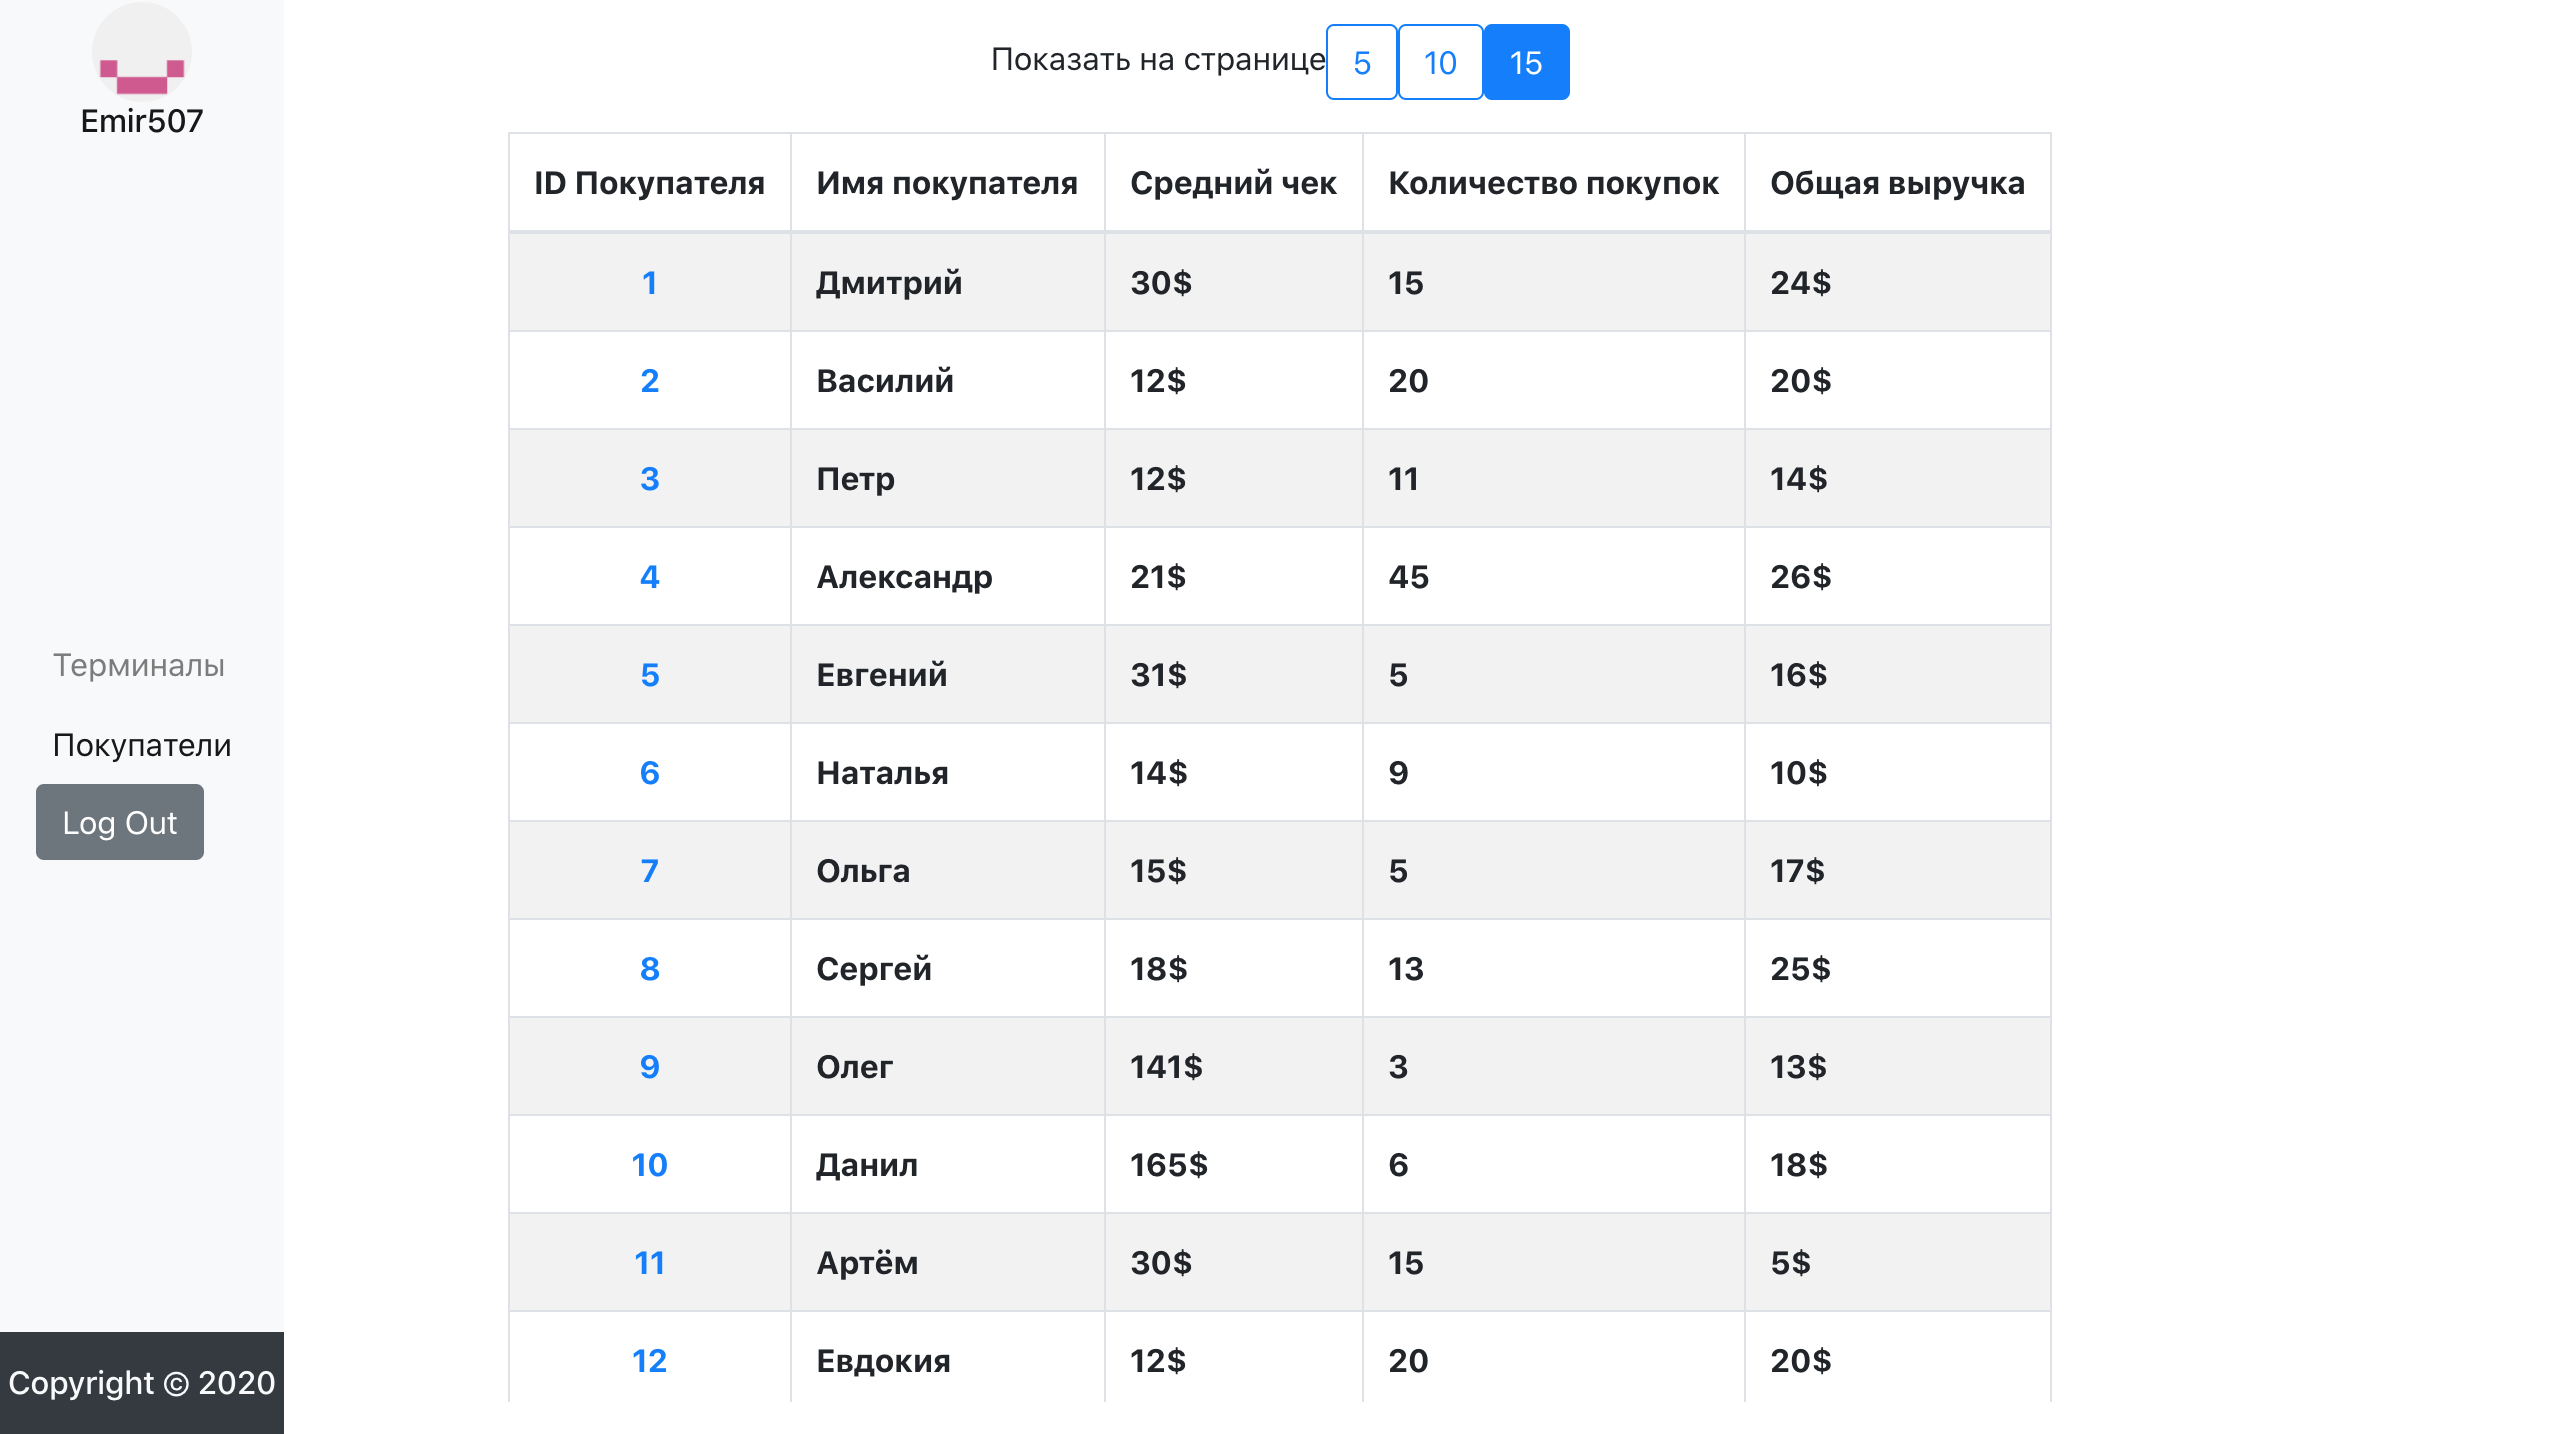 Emir507
Терминалы
Покупатели
Log Out
Copyright © 2020
Показать на странице 5 10 15
ID Покупателя Имя покупателя Средний чек Количество покупок Общая выручка
1 Дмитрий 30$ 15 24$
2 Василий 12$ 20 20$
3 Петр 12$ 11 14$
4 Александр 21$ 45 26$
5 Евгений 31$ 5 16$
6 Наталья 14$ 9 10$
7 Ольга 15$ 5 17$
8 Сергей 18$ 13 25$
9 Олег 141$ 3 13$
10 Данил 165$ 6 18$
11 Артём 30$ 15 5$
12 Евдокия 12$ 20 20$